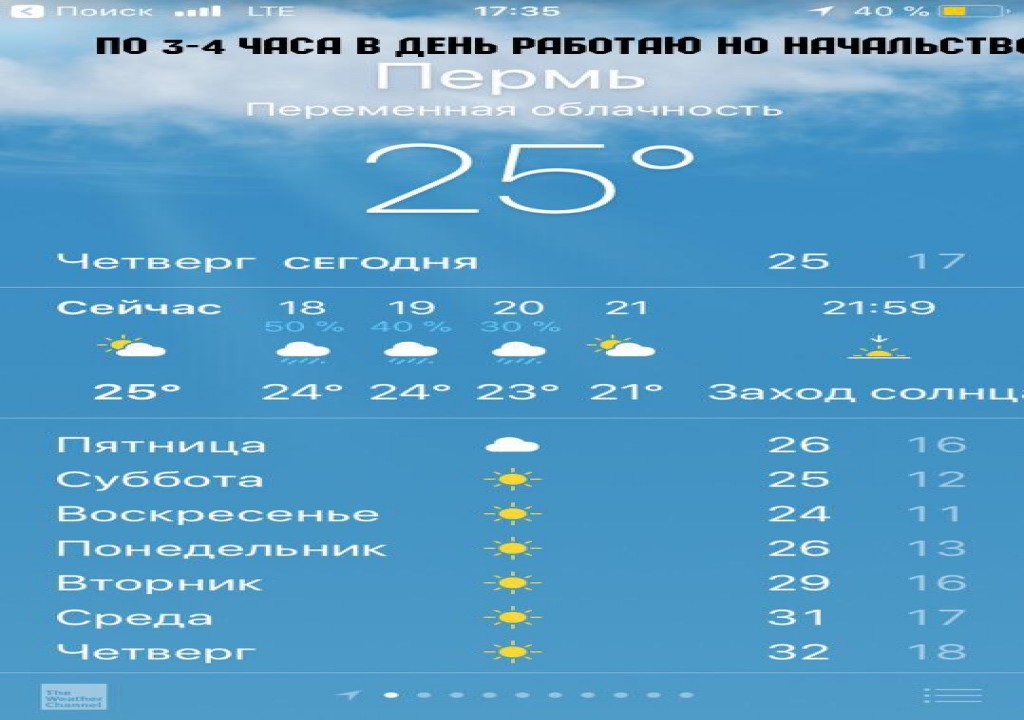 Поиск LTE 17:35 40 %
ПО 3-4 ЧАСА В ДЕНЬ РАБОТАЮ НО НАЧАЛЬСТВО
Пермь
Переменная облачность
25°
Четверг СЕГОДНЯ 25 17
Сейчас 18 19 20 21 21:59
50 % 40 % 30 %
25° 24° 24° 23° 21° Заход солнца
Пятница 26 16
Суббота 25 12
Воскресенье 24 11
Понедельник 26 13
Вторник 29 16
Среда 31 17
Четверг 32 18
The
Weather
Channel